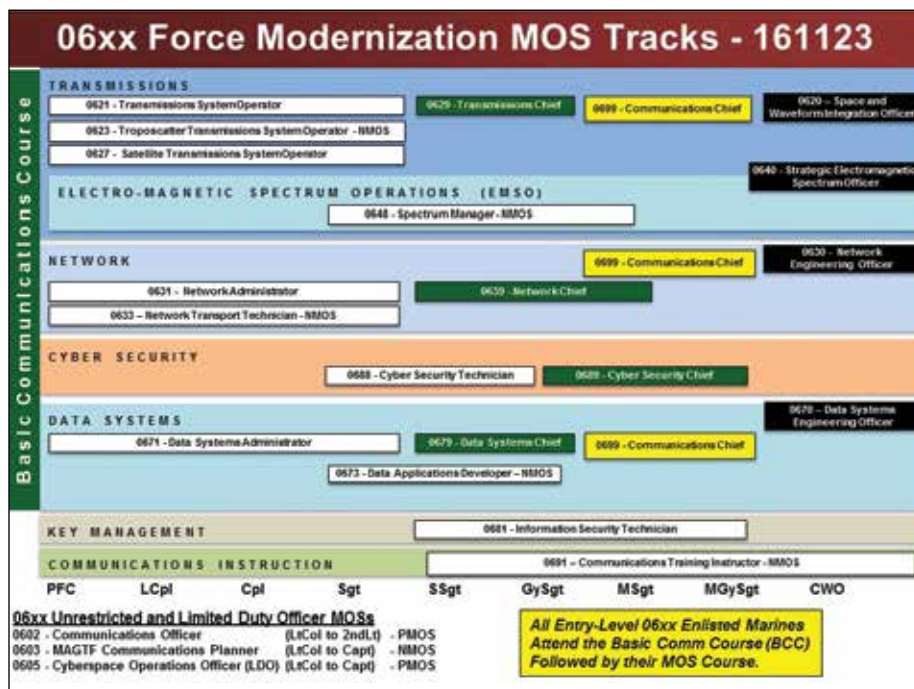 06xx Force Modernization MOS Tracks - 161123
Basic Communications Course
TRANSMISSIONS
0621 - Transmissions System Operator
0629 - Transmissions Chief
0699 - Communications Chief
0620 - Space and
Waveform Integration Officer
0623 - Troposcatter Transmissions System Operator - NMOS
0627 - Satellite Transmissions System Operator
0640 - Strategic Electromagnetic
Spectrum Officer
ELECTRO-MAGNETIC SPECTRUM OPERATIONS (EMSO)
0648 - Spectrum Manager - NMOS
NETWORK
0699 - Communications Chief
0630 - Network
Engineering Officer
0631 - Network Administrator
0639 - Network Chief
0633 - Network Transport Technician - NMOS
CYBER SECURITY
0688 - Cyber Security Technician
0689 - Cyber Security Chief
DATA SYSTEMS
0670 - Data Systems
Engineering Officer
0671 - Data Systems Administrator
0679 - Data Systems Chief
0699 - Communications Chief
0673 - Data Applications Developer - NMOS
KEY MANAGEMENT
0681 - Information Security Technician
COMMUNICATIONS INSTRUCTION
0691 - Communications Training Instructor - NMOS
PFC LCpl Cpl Sgt SSgt GySgt MSgt MGySgt CWO
06xx Unrestricted and Limited Duty Officer MOSs
0602 - Communications Officer (LtCol to 2ndLt) - PMOS
0603 - MAGTF Communications Planner (LtCol to Capt) - NMOS
0605 - Cyberspace Operations Officer (LDO) (LtCol to Capt) - PMOS
All Entry-Level 06xx Enlisted Marines
Attend the Basic Comm Course (BCC)
Followed by their MOS Course.